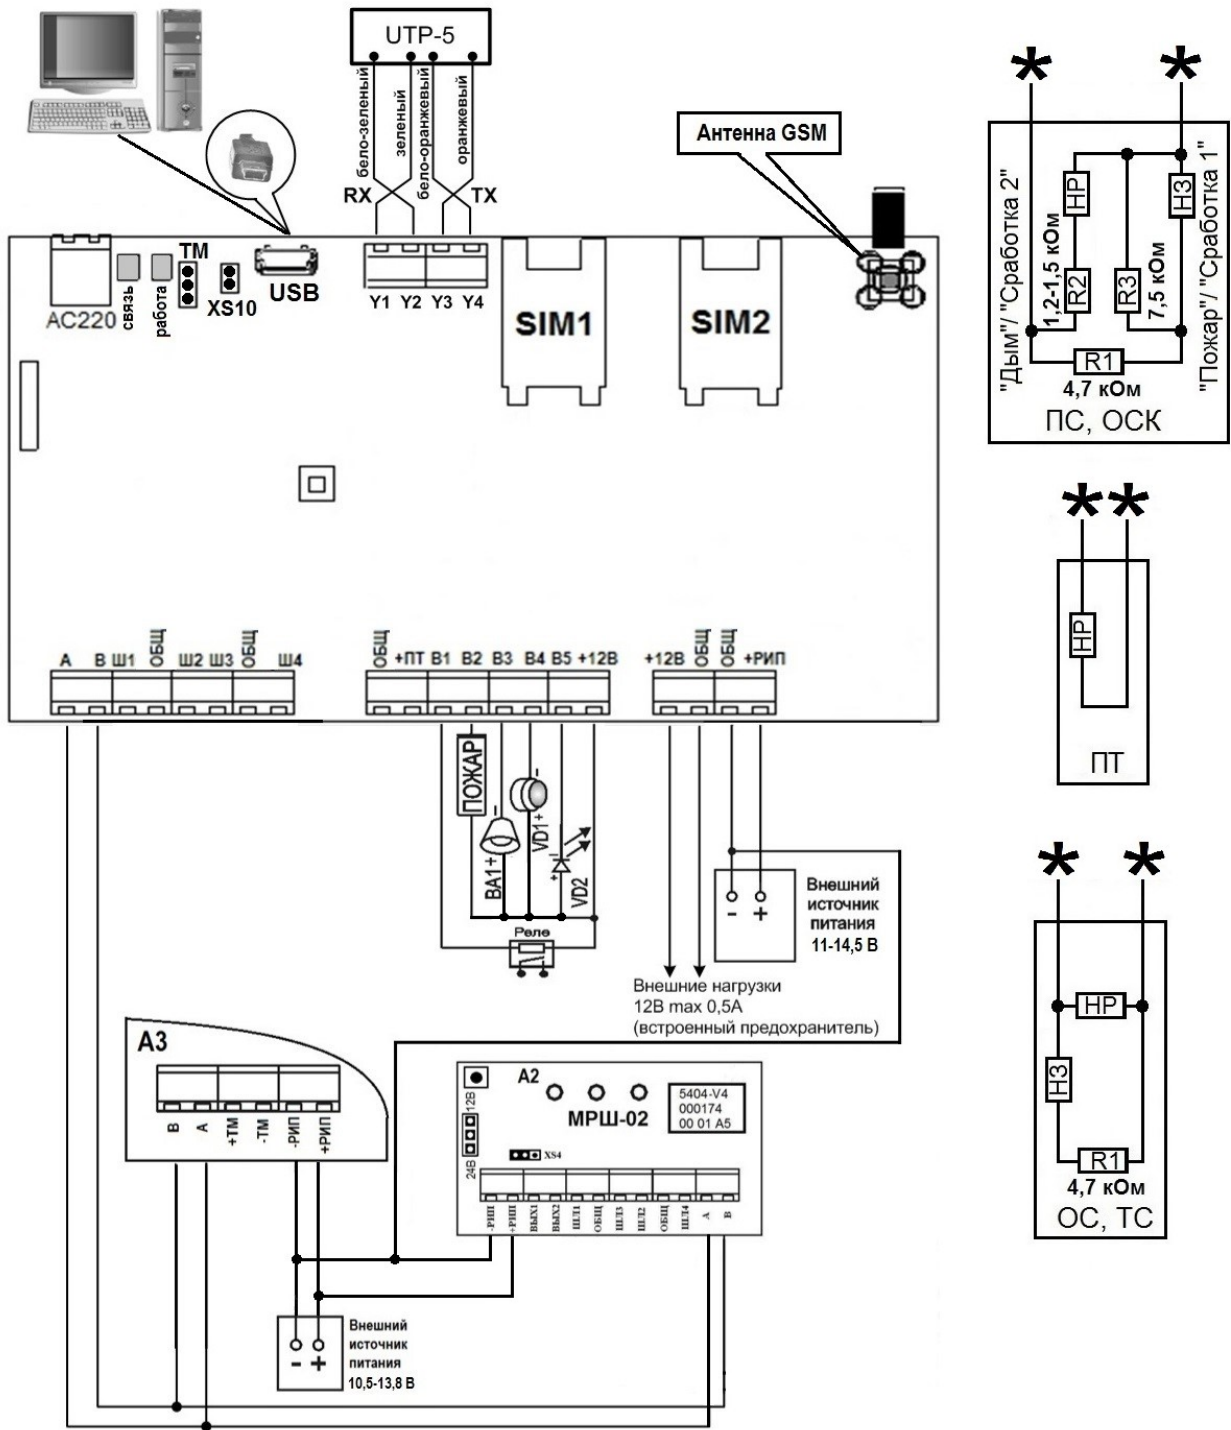 UTP-5
бело-зеленый
зеленый
бело-оранжевый
оранжевый
RX
TX
Антенна GSM
AC220
связь
работа
TM
XS10
USB
Y1 Y2 Y3 Y4
SIM1
SIM2
"Дым"/ "Сработка 2"
1,2-1,5 кОм
НР
R2
R3
7,5 кОм
НЗ
"Пожар"/ "Сработка 1"
R1
4,7 кОм
ПС, ОСК
A B Ш1 ОБЩ Ш2 Ш3 ОБЩ Ш4
ОБЩ +ПТ В1 В2 В3 В4 В5 +12В
+12В ОБЩ ОБЩ +РИП
НР
ПТ
ПОЖАР
-
BA1+
-
VD1+
-
+
VD2
Реле
- +
Внешний
источник
питания
11-14,5 В
Внешние нагрузки
12В max 0,5А
(встроенный предохранитель)
НР
НЗ
R1
4,7 кОм
ОС, ТС
А3
В А +ТМ -ТМ -РИП +РИП
А2
12В
24В
МРШ-02
5404-V4
000174
00 01 A5
XS4
-РИП +РИП ВЫХ1 ВЫХ2 ШЛ1 ОБЩ ШЛ3 ШЛ2 ОБЩ ШЛ4 А В
- +
Внешний
источник
питания
10,5-13,8 В